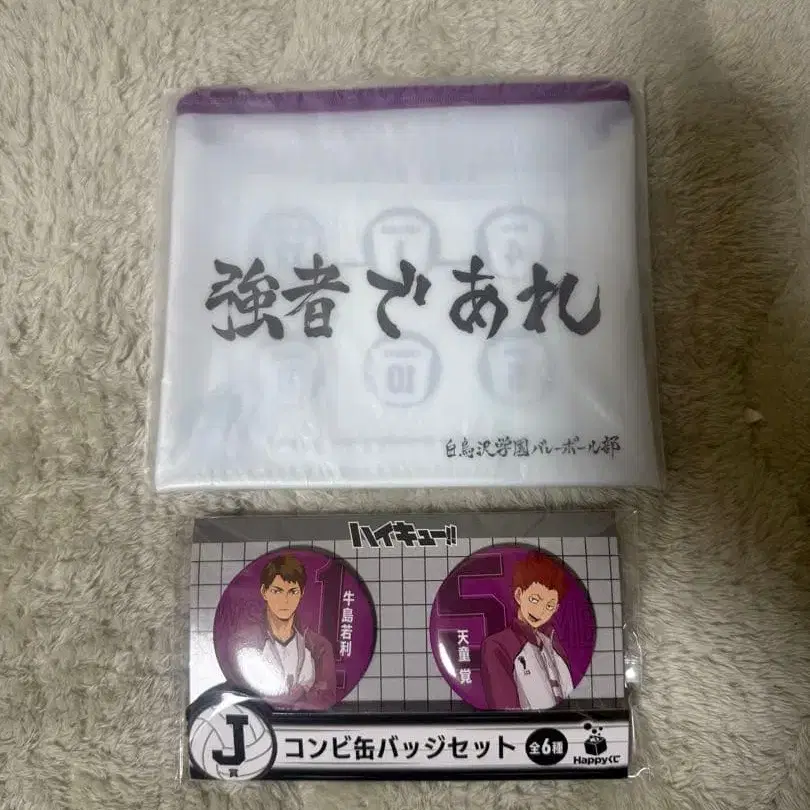 強者であれ
白鳥沢学園バレーボール部
10
ハイキュー!!
1
牛島若利
5
天童 覚
J
賞
コンビ缶バッジセット
全6種
Happyくじ